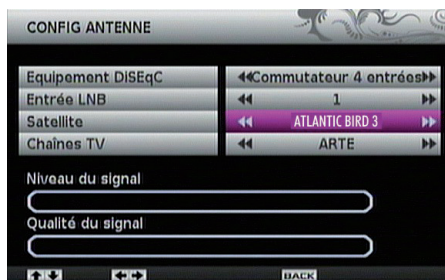 CONFIG ANTENNE
Equipement DiSEqC Commutateur 4 entrées
Entrée LNB 1
Satellite ATLANTIC BIRD 3
Chaînes TV ARTE
Niveau du signal
Qualité du signal
BACK